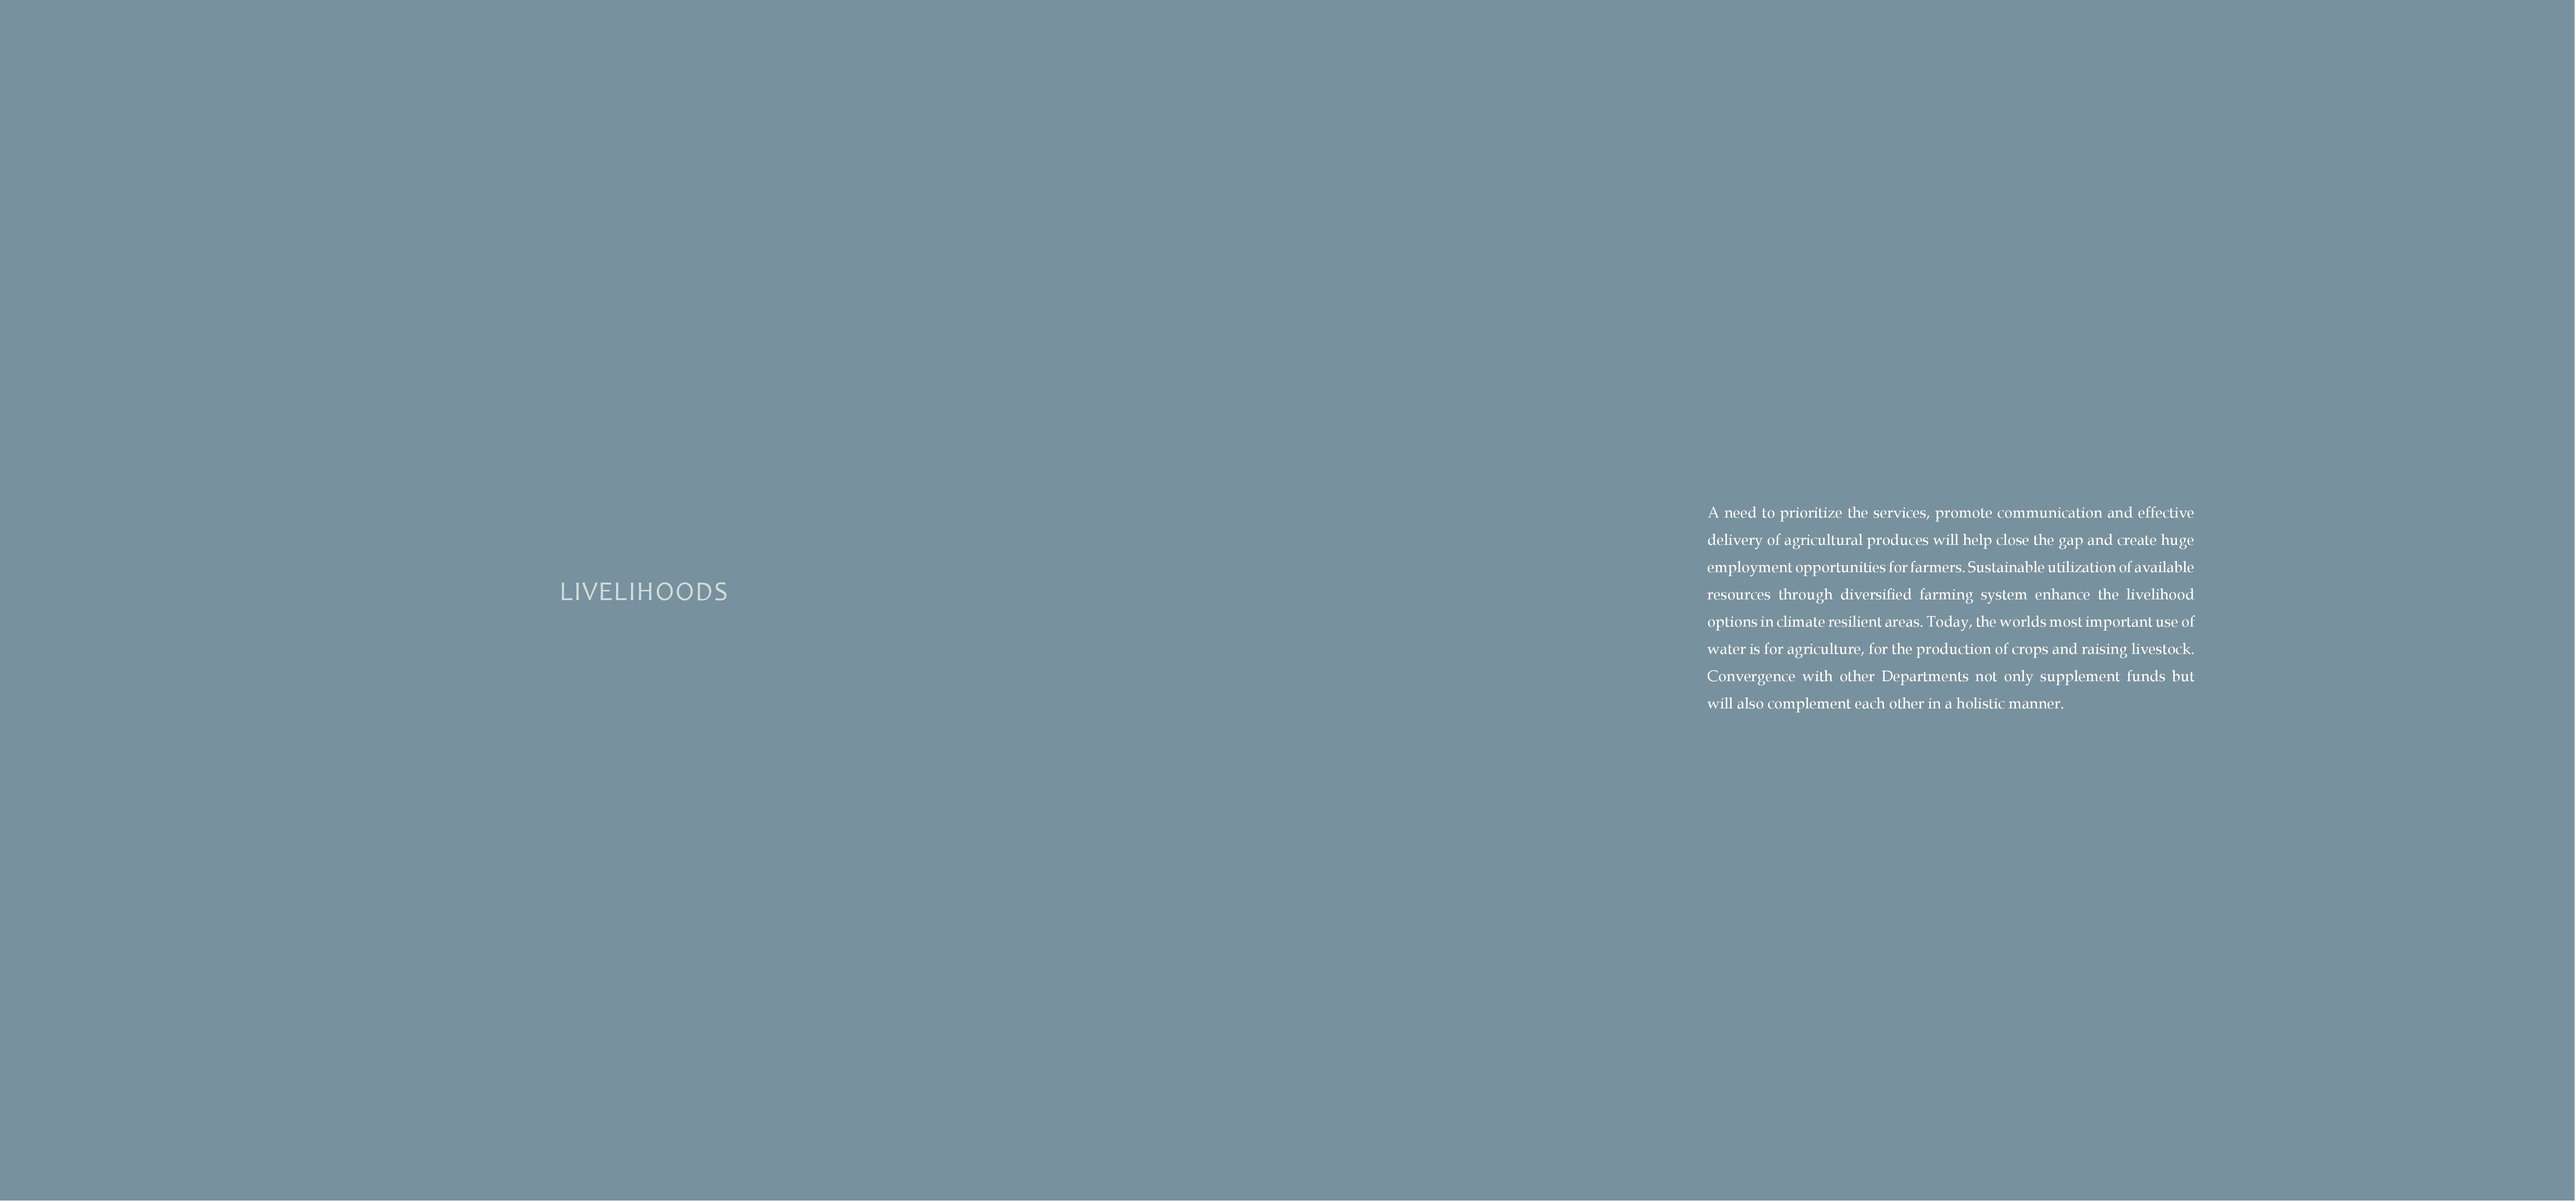 LIVELIHOODS
A need to prioritize the services, promote communication and effective
delivery of agricultural produces will help close the gap and create huge
employment opportunities for farmers. Sustainable utilization of available
resources through diversified farming system enhance the livelihood
options in climate resilient areas. Today, the worlds most important use of
water is for agriculture, for the production of crops and raising livestock.
Convergence with other Departments not only supplement funds but
will also complement each other in a holistic manner.